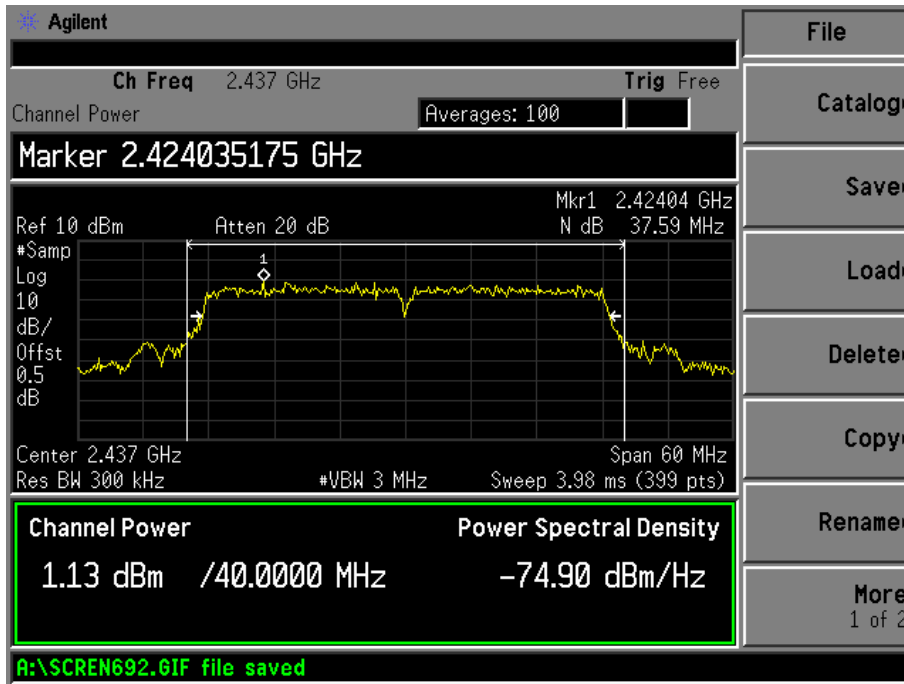 Agilent
Ch Freq 2.437 GHz Trig Free
Channel Power Averages: 100
Marker 2.424035175 GHz
Mkr1 2.42404 GHz
Ref 10 dBm Atten 20 dB N dB 37.59 MHz
#Samp
Log
10
dB/
Offst
0.5
dB
1
Center 2.437 GHz Span 60 MHz
Res BW 300 kHz #VBW 3 MHz Sweep 3.98 ms (399 pts)
Channel Power Power Spectral Density
1.13 dBm /40.0000 MHz -74.90 dBm/Hz
A:\SCREN692.GIF file saved
File
Catalog
Save
Load
Delete
Copy
Rename
More
1 of 2